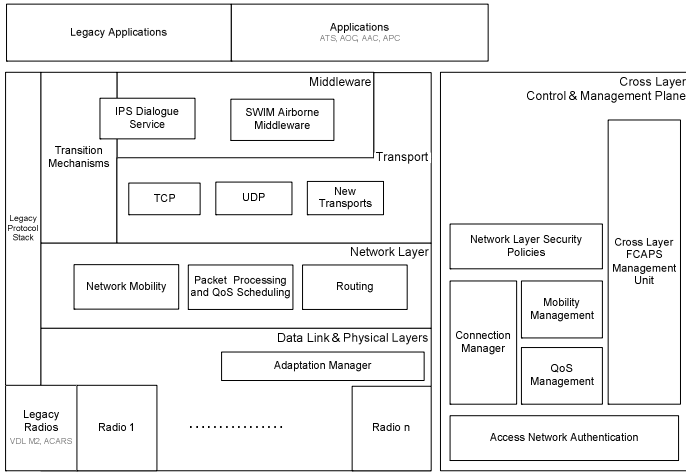 Legacy Applications
Applications
ATS, AOC, AAC, APC
Middleware
IPS Dialogue
Service
SWIM Airborne
Middleware
Transition
Mechanisms
Transport
TCP
UDP
New
Transports
Legacy
Protocol
Stack
Network Layer
Network Mobility
Packet Processing
and QoS Scheduling
Routing
Data Link & Physical Layers
Adaptation Manager
Legacy
Radios
VDL M2, ACARS
Radio 1
. . . . . . . . . . . . . . .
Radio n
Cross Layer
Control & Management Plane
Network Layer Security
Policies
Cross Layer
FCAPS
Management
Unit
Connection
Manager
Mobility
Management
QoS
Management
Access Network Authentication